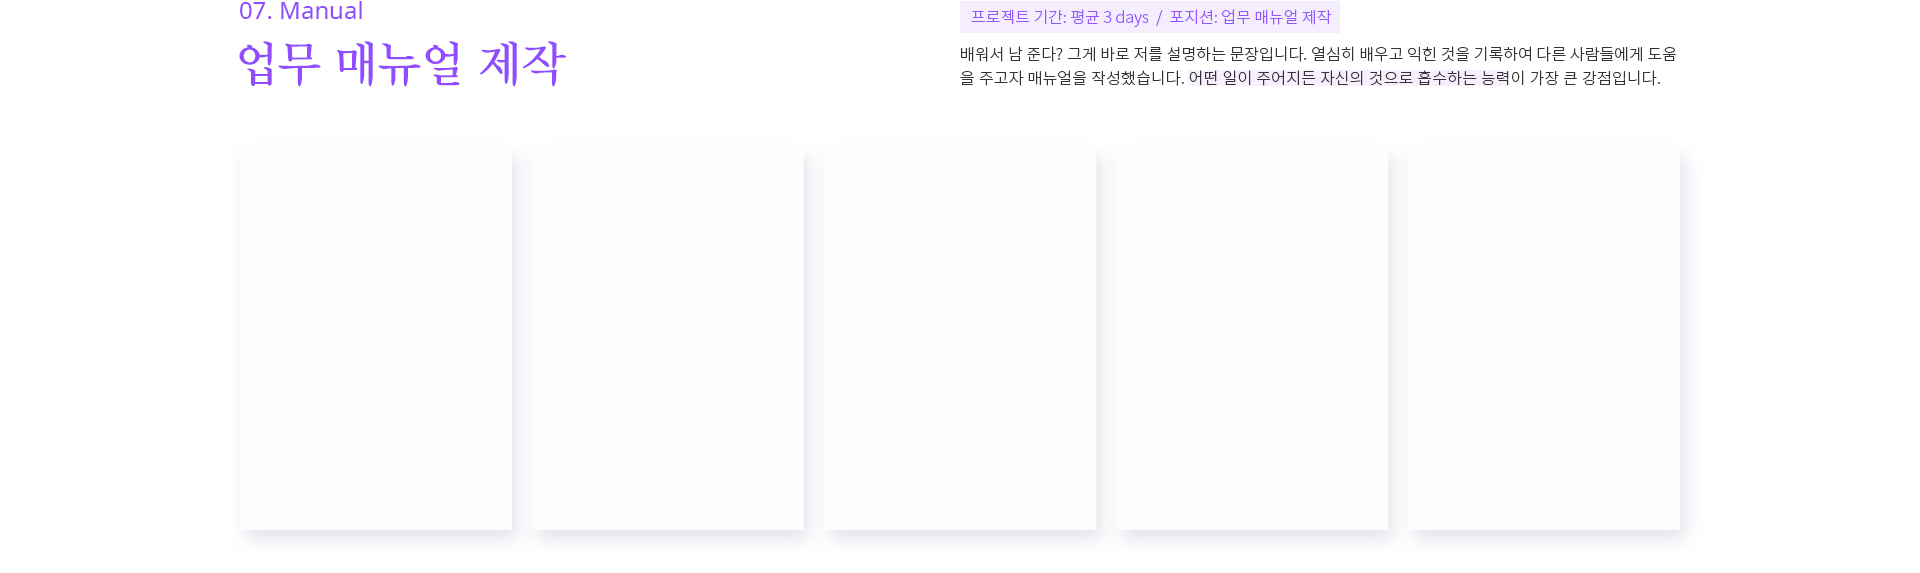 07. Manual
업무 매뉴얼 제작
프로젝트 기간: 평균 3 days / 포지션: 업무 매뉴얼 제작
배워서 남 준다? 그게 바로 저를 설명하는 문장입니다. 열심히 배우고 익힌 것을 기록하여 다른 사람들에게 도움
을 주고자 매뉴얼을 작성했습니다. 어떤 일이 주어지든 자신의 것으로 흡수하는 능력이 가장 큰 강점입니다.